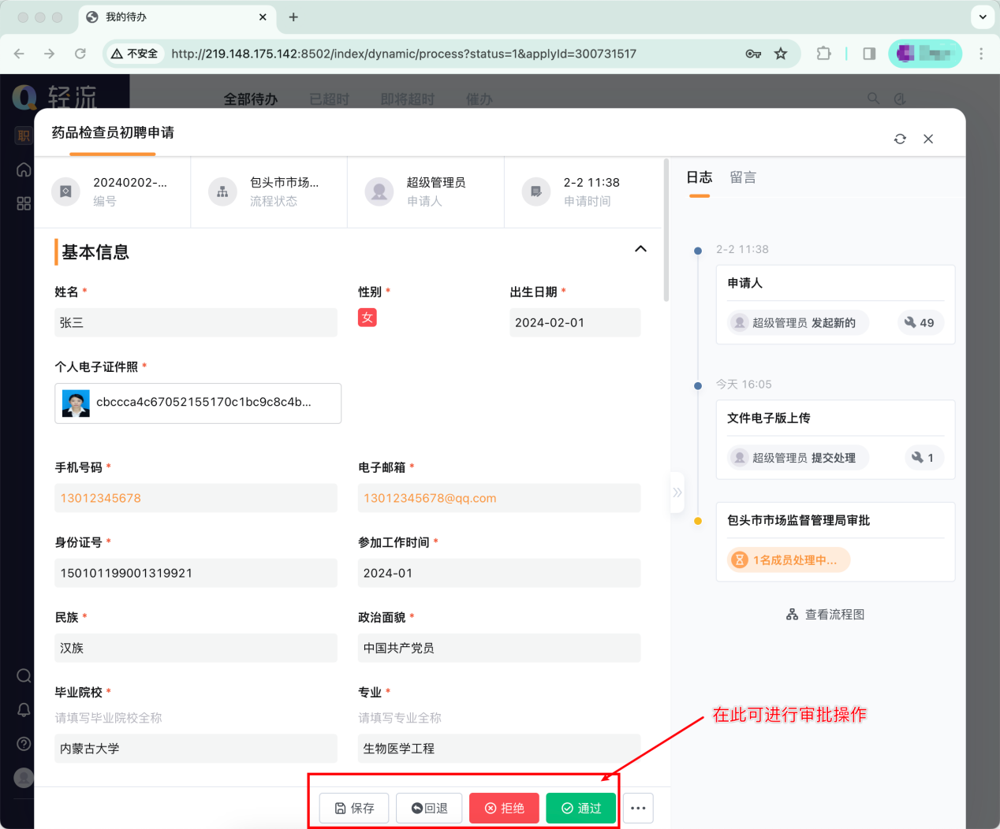 我的待办
不安全
http://219.148.175.142:8502/index/dynamic/process?status=1&applyId=300731517
轻流
全部待办
已超时
即将超时
催办
职
药品检查员初聘申请
20240202-...
编号
包头市市场...
流程状态
超级管理员
申请人
2-2 11:38
申请时间
日志
留言
基本信息
姓名 *
张三
性别 *
女
出生日期 *
2024-02-01
个人电子证件照 *
cbccca4c67052155170c1bc9c8c4b...
手机号码 *
13012345678
电子邮箱 *
13012345678@qq.com
身份证号 *
150101199001319921
参加工作时间 *
2024-01
民族 *
汉族
政治面貌 *
中国共产党员
毕业院校 *
请填写毕业院校全称
内蒙古大学
专业 *
请填写专业全称
生物医学工程
2-2 11:38
申请人
超级管理员 发起新的
49
今天 16:05
文件电子版上传
超级管理员 提交处理
1
包头市市场监督管理局审批
1名成员处理中...
查看流程图
在此可进行审批操作
保存
回退
拒绝
通过